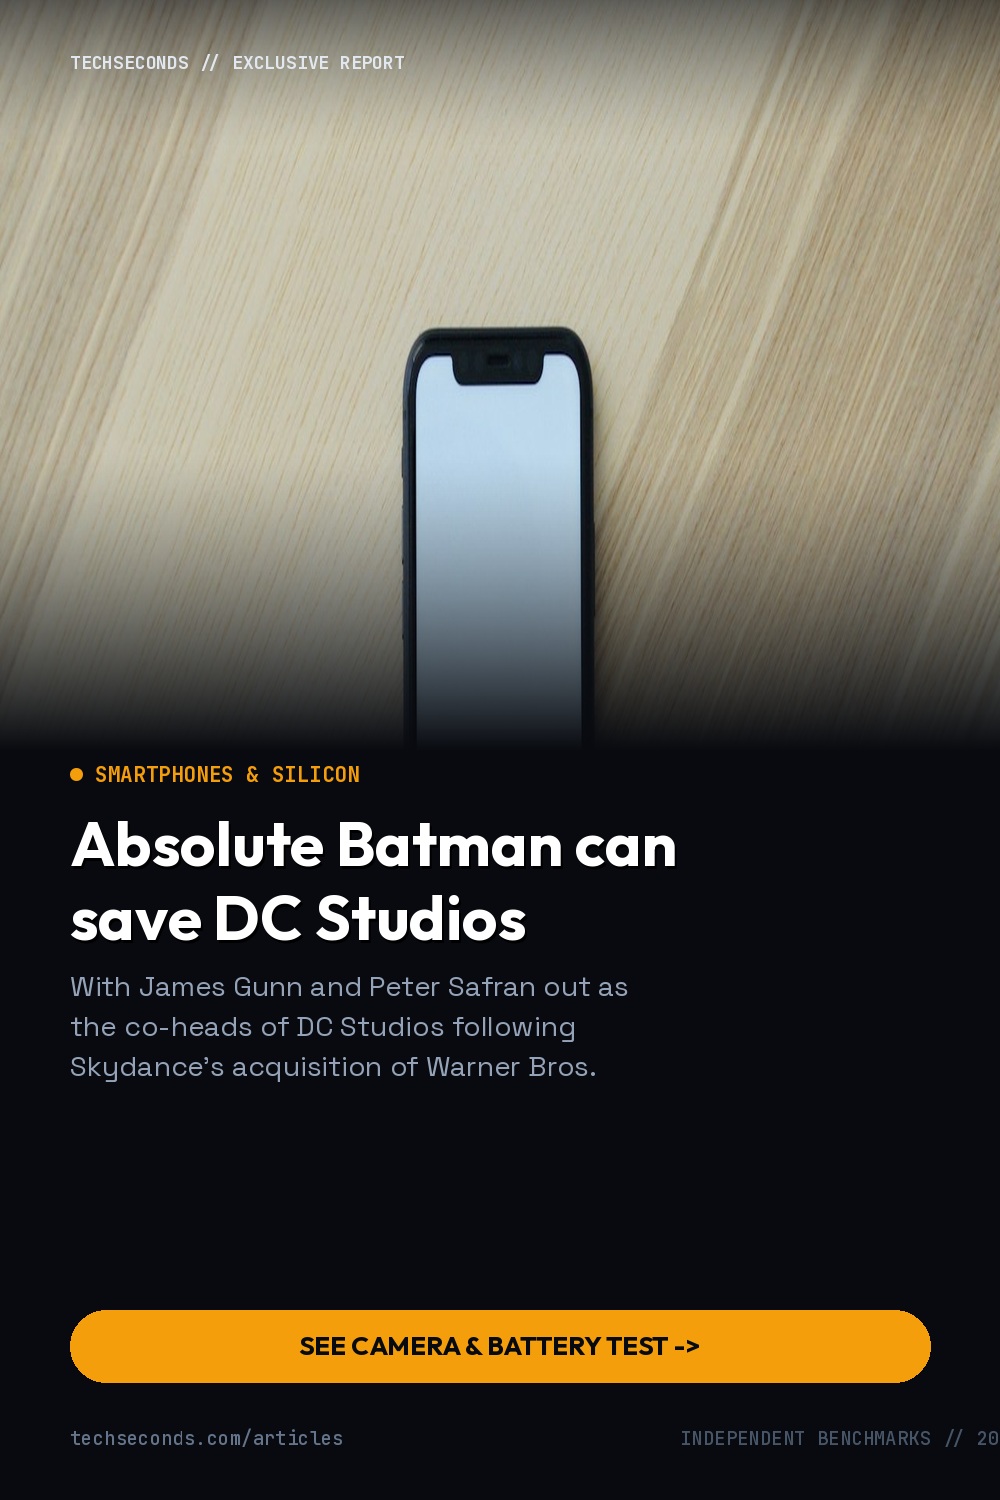 TECHSECONDS // EXCLUSIVE REPORT
SMARTPHONES & SILICON
Absolute Batman can
save DC Studios
With James Gunn and Peter Safran out as
the co-heads of DC Studios following
Skydance’s acquisition of Warner Bros.
SEE CAMERA & BATTERY TEST ->
techseconds.com/articles
INDEPENDENT BENCHMARKS // 20